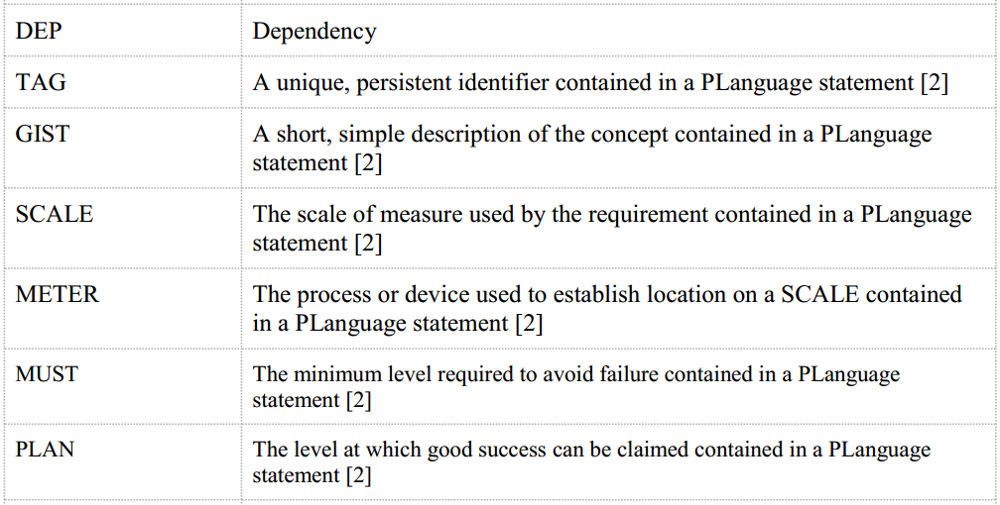 DEP Dependency
TAG A unique, persistent identifier contained in a PLanguage statement [2]
GIST A short, simple description of the concept contained in a PLanguage
statement [2]
SCALE The scale of measure used by the requirement contained in a PLanguage
statement [2]
METER The process or device used to establish location on a SCALE contained
in a PLanguage statement [2]
MUST The minimum level required to avoid failure contained in a PLanguage
statement [2]
PLAN The level at which good success can be claimed contained in a PLanguage
statement [2]